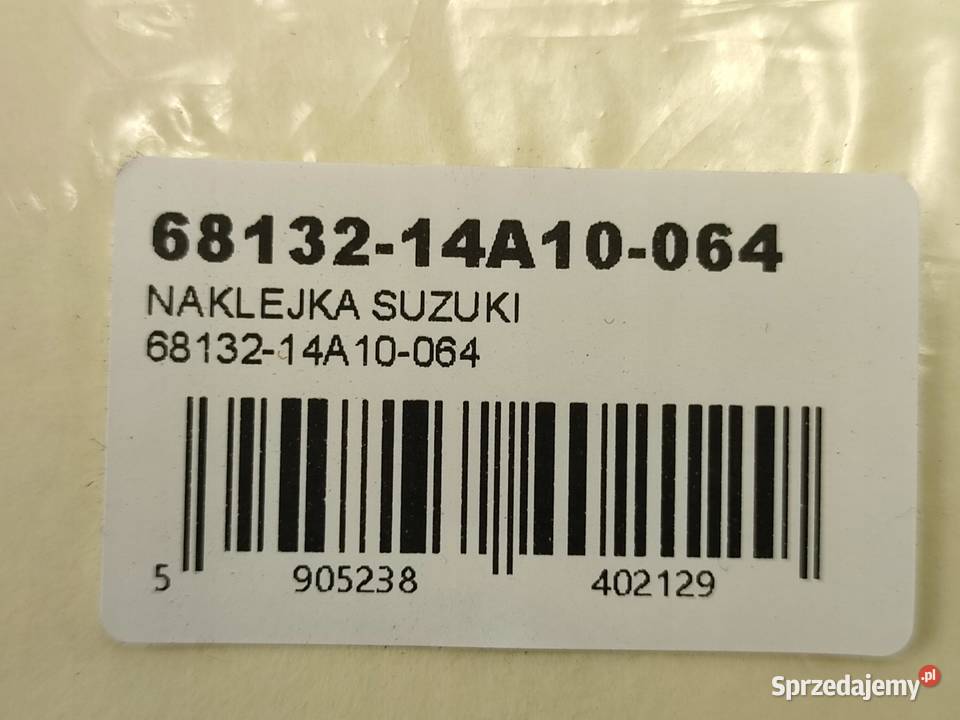 68132-14A10-064
NAKLEJKA SUZUKI
68132-14A10-064
5 905238 402129
Sprzedajemy.pl